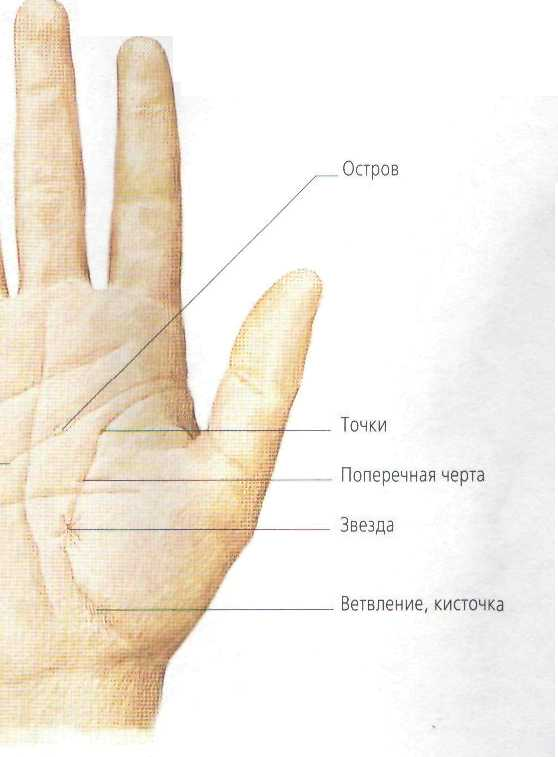 Остров
Точки
Поперечная черта
Звезда
Ветвление, кисточка